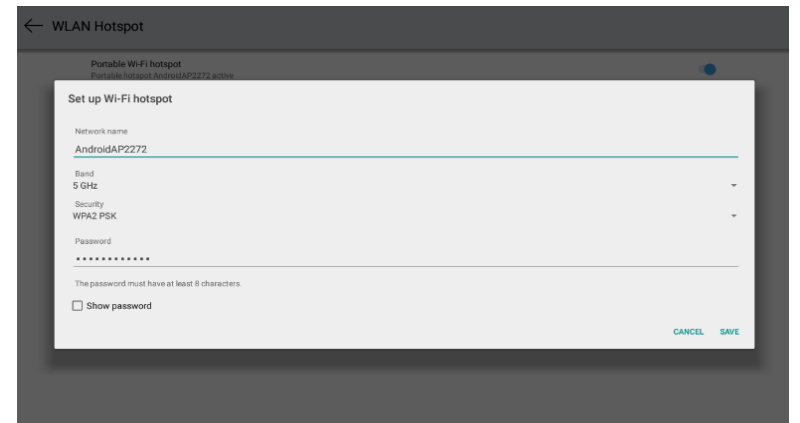 WLAN Hotspot
Portable Wi-Fi hotspot
Portable hotspot AndroidAP2272 active
Set up Wi-Fi hotspot
Network name
AndroidAP2272
Band
5 GHz
Security
WPA2 PSK
Password
••••••••••••
The password must have at least 8 characters.
Show password
CANCEL SAVE